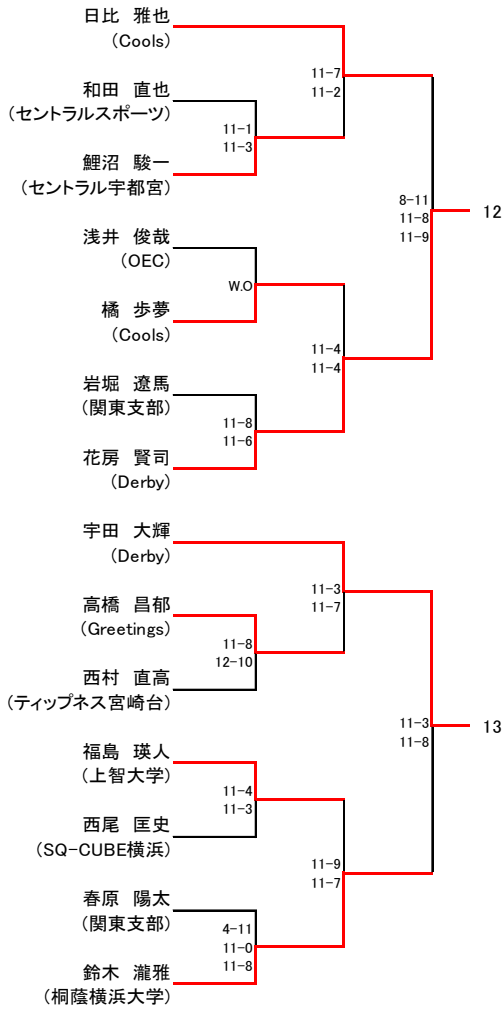 日比 雅也
(Cools)
11-7
11-2
和田 直也
(セントラルスポーツ)
11-1
11-3
鯉沼 駿一
(セントラル宇都宮)
8-11
11-8
11-9
12
浅井 俊哉
(OEC)
W.O
橘 歩夢
(Cools)
11-4
11-4
岩堀 遼馬
(関東支部)
11-8
11-6
花房 賢司
(Derby)
宇田 大輝
(Derby)
11-3
11-7
高橋 昌郁
(Greetings)
11-8
12-10
西村 直高
(ティップネス宮崎台)
11-3
11-8
13
福島 瑛人
(上智大学)
11-4
11-3
西尾 匡史
(SQ-CUBE横浜)
11-9
11-7
春原 陽太
(関東支部)
4-11
11-0
11-8
鈴木 瀧雅
(桐蔭横浜大学)